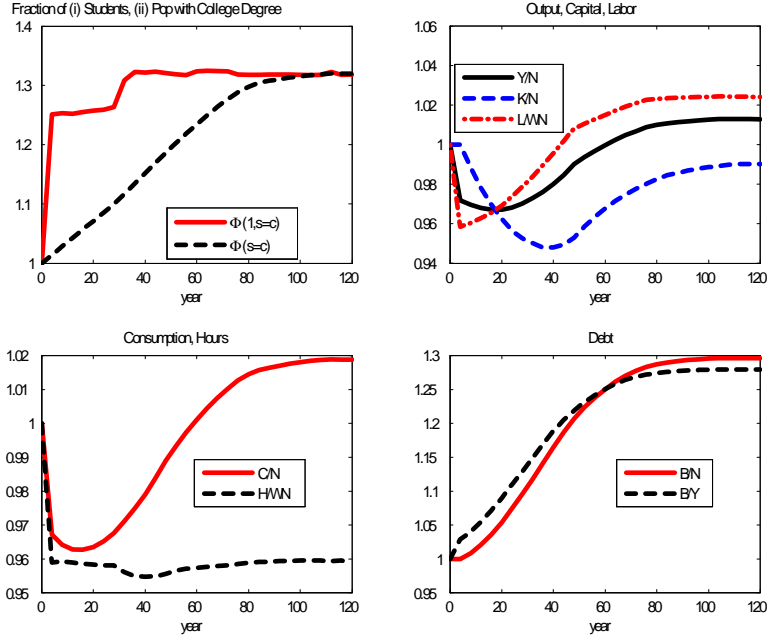 Fraction of (i) Students, (ii) Pop with College Degree
1.4
1.3
1.2
1.1
1
Φ(1,s=c)
Φ(s=c)
0 20 40 60 80 100 120
year
Output, Capital, Labor
1.06
1.04
1.02
1
0.98
0.96
0.94
Y/N
K/N
L/WN
0 20 40 60 80 100 120
year
Consumption, Hours
1.02
1.01
1
0.99
0.98
0.97
0.96
0.95
C/N
H/WN
0 20 40 60 80 100 120
year
Debt
1.3
1.25
1.2
1.15
1.1
1.05
1
0.95
B/N
B/Y
0 20 40 60 80 100 120
year